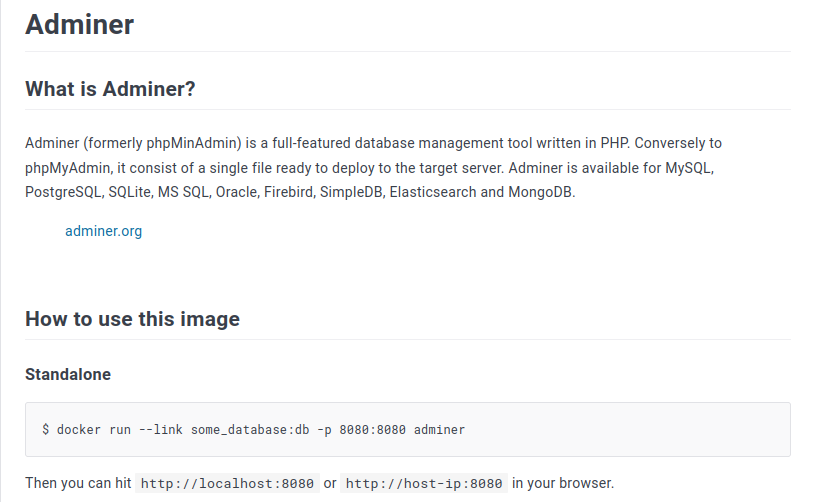 Adminer
What is Adminer?
Adminer (formerly phpMinAdmin) is a full-featured database management tool written in PHP. Conversely to
phpMyAdmin, it consist of a single file ready to deploy to the target server. Adminer is available for MySQL,
PostgreSQL, SQLite, MS SQL, Oracle, Firebird, SimpleDB, Elasticsearch and MongoDB.
adminer.org
How to use this image
Standalone
$ docker run --link some_database:db -p 8080:8080 adminer
Then you can hit http://localhost:8080 or http://host-ip:8080 in your browser.